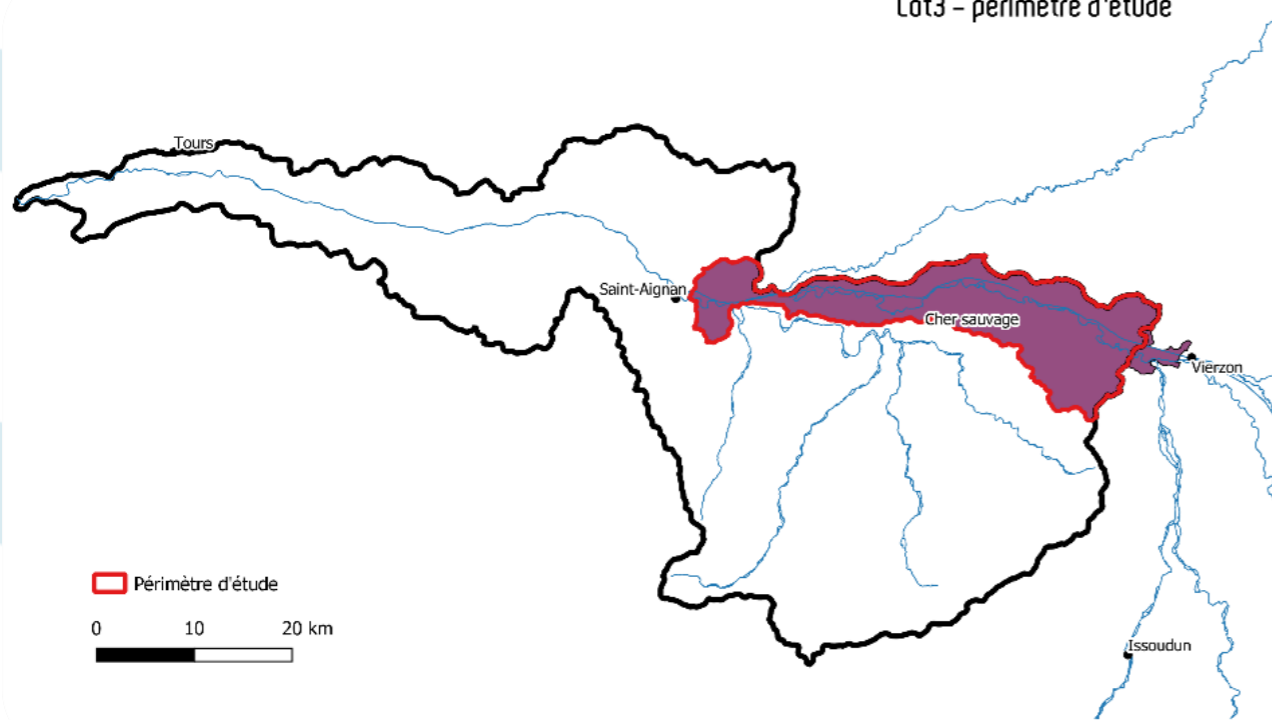 Lot3 – périmètre d'étude
Tours
Saint-Aignan
Cher sauvage
Vierzon
Périmètre d'étude
0 10 20 km
Issoudun